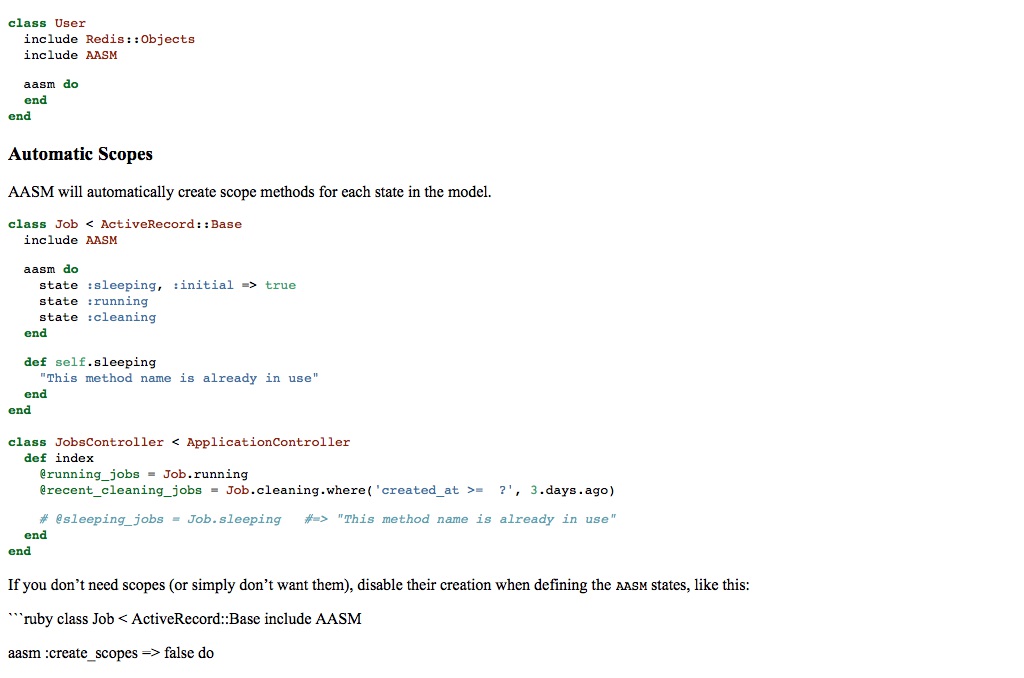 class User
  include Redis::Objects
  include AASM

  aasm do
  end
end
Automatic Scopes
AASM will automatically create scope methods for each state in the model.
class Job < ActiveRecord::Base
  include AASM

  aasm do
    state :sleeping, :initial => true
    state :running
    state :cleaning
  end

  def self.sleeping
    "This method name is already in use"
  end
end
class JobsController < ApplicationController
  def index
    @running_jobs = Job.running
    @recent_cleaning_jobs = Job.cleaning.where('created_at >=  ?', 3.days.ago)

    # @sleeping_jobs = Job.sleeping   #=> "This method name is already in use"
  end
end
If you don’t need scopes (or simply don’t want them), disable their creation when defining the AASM states, like this:
```ruby class Job < ActiveRecord::Base include AASM
aasm :create_scopes => false do